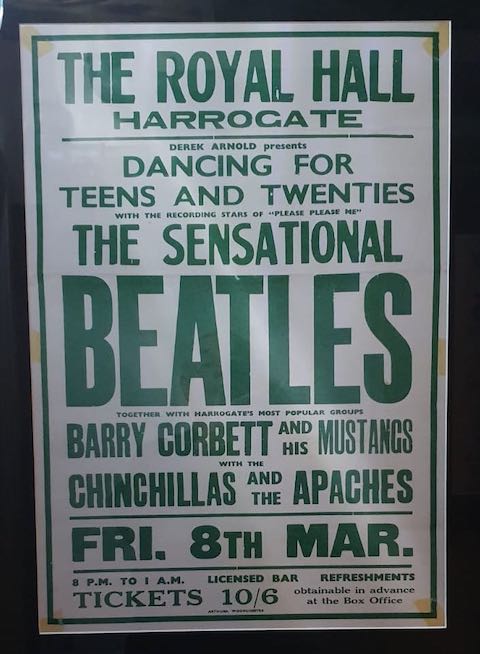 THE ROYAL HALL
HARROGATE
DEREK ARNOLD presents
DANCING FOR
TEENS AND TWENTIES
WITH THE RECORDING STARS OF "PLEASE PLEASE ME"
THE SENSATIONAL
BEATLES
TOGETHER WITH HARROGATE'S MOST POPULAR GROUPS
BARRY CORBETT AND HIS MUSTANGS
WITH THE
CHINCHILLAS AND THE APACHES
FRI. 8TH MAR.
8 P.M. TO 1 A.M. LICENSED BAR REFRESHMENTS
TICKETS 10/6 obtainable in advance at the Box Office